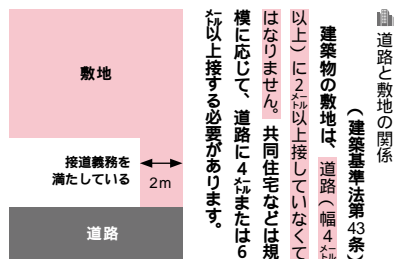 道路と敷地の関係
（建築基準法第43条）
建築物の敷地は、道路（幅4㍍
以上）に2㍍以上接していなくて
はなりません。共同住宅などは規
模に応じて、道路に4㍍または6
㍍以上接する必要があります。
敷地
接道義務を
満たしている
2m
道路